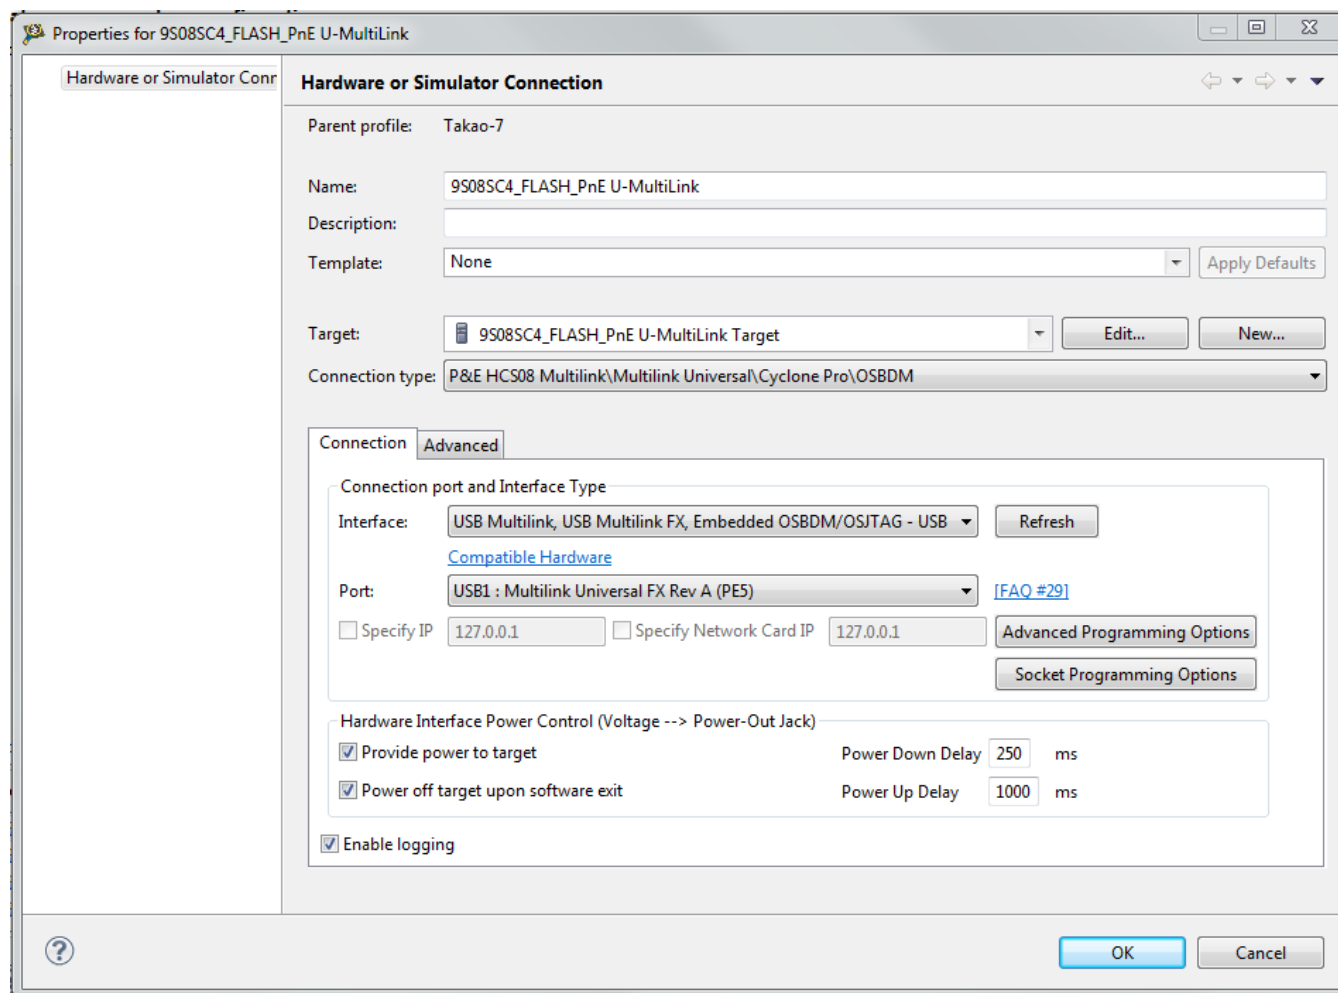 Properties for 9S08SC4_FLASH_PnE U-MultiLink
Hardware or Simulator Conn
Hardware or Simulator Connection
Parent profile: Takao-7
Name: 9S08SC4_FLASH_PnE U-MultiLink
Description:
Template: None Apply Defaults
Target: 9S08SC4_FLASH_PnE U-MultiLink Target Edit... New...
Connection type: P&E HCS08 Multilink\Multilink Universal\Cyclone Pro\OSBDM
Connection Advanced
Connection port and Interface Type
Interface: USB Multilink, USB Multilink FX, Embedded OSBDM/OSJTAG - USB Refresh
Compatible Hardware
Port: USB1 : Multilink Universal FX Rev A (PE5) [FAQ #29]
Specify IP 127.0.0.1 Specify Network Card IP 127.0.0.1 Advanced Programming Options
Socket Programming Options
Hardware Interface Power Control (Voltage --> Power-Out Jack)
Provide power to target Power Down Delay 250 ms
Power off target upon software exit Power Up Delay 1000 ms
Enable logging
? OK Cancel